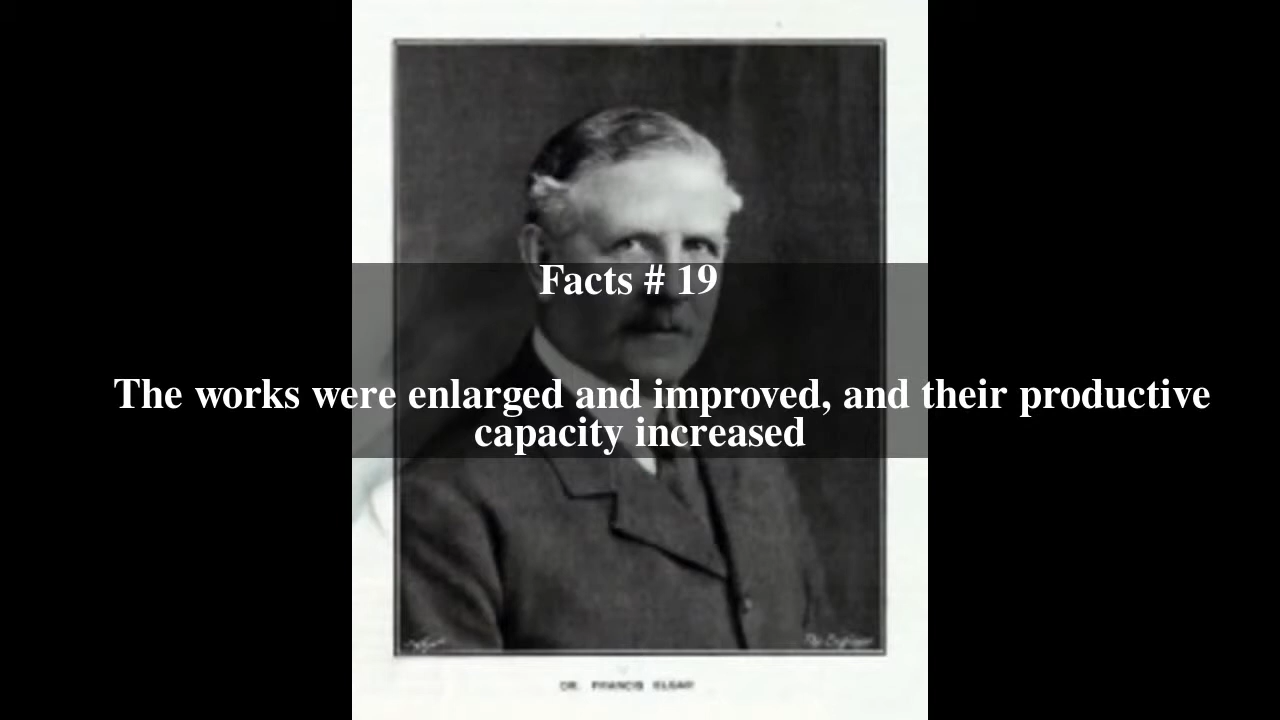 Facts # 19
The works were enlarged and improved, and their productive
capacity increased
DR. FRANCIS ELGAR